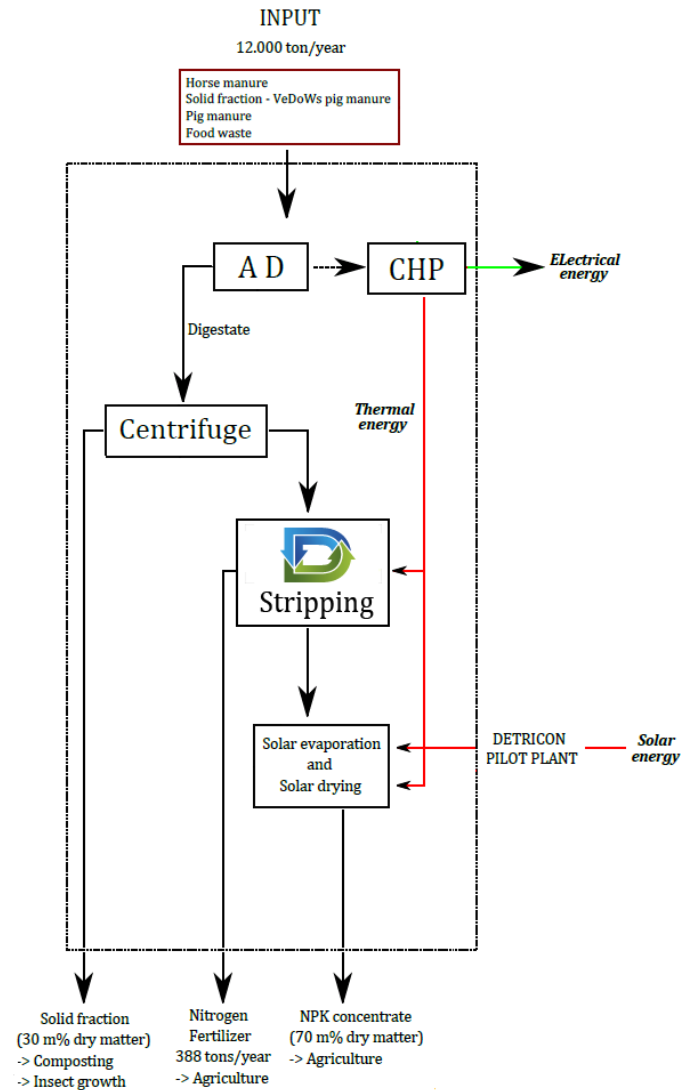 INPUT
12.000 ton/year
Horse manure
Solid fraction - VeDoWs pig manure
Pig manure
Food waste
A D
CHP
ELectrical
energy
Digestate
Thermal
energy
Centrifuge
Stripping
Solar evaporation
and
Solar drying
DETRICON
PILOT PLANT
Solar
energy
Solid fraction
(30 m% dry matter)
-> Composting
-> Insect growth
Nitrogen
Fertilizer
388 tons/year
-> Agriculture
NPK concentrate
(70 m% dry matter)
-> Agriculture